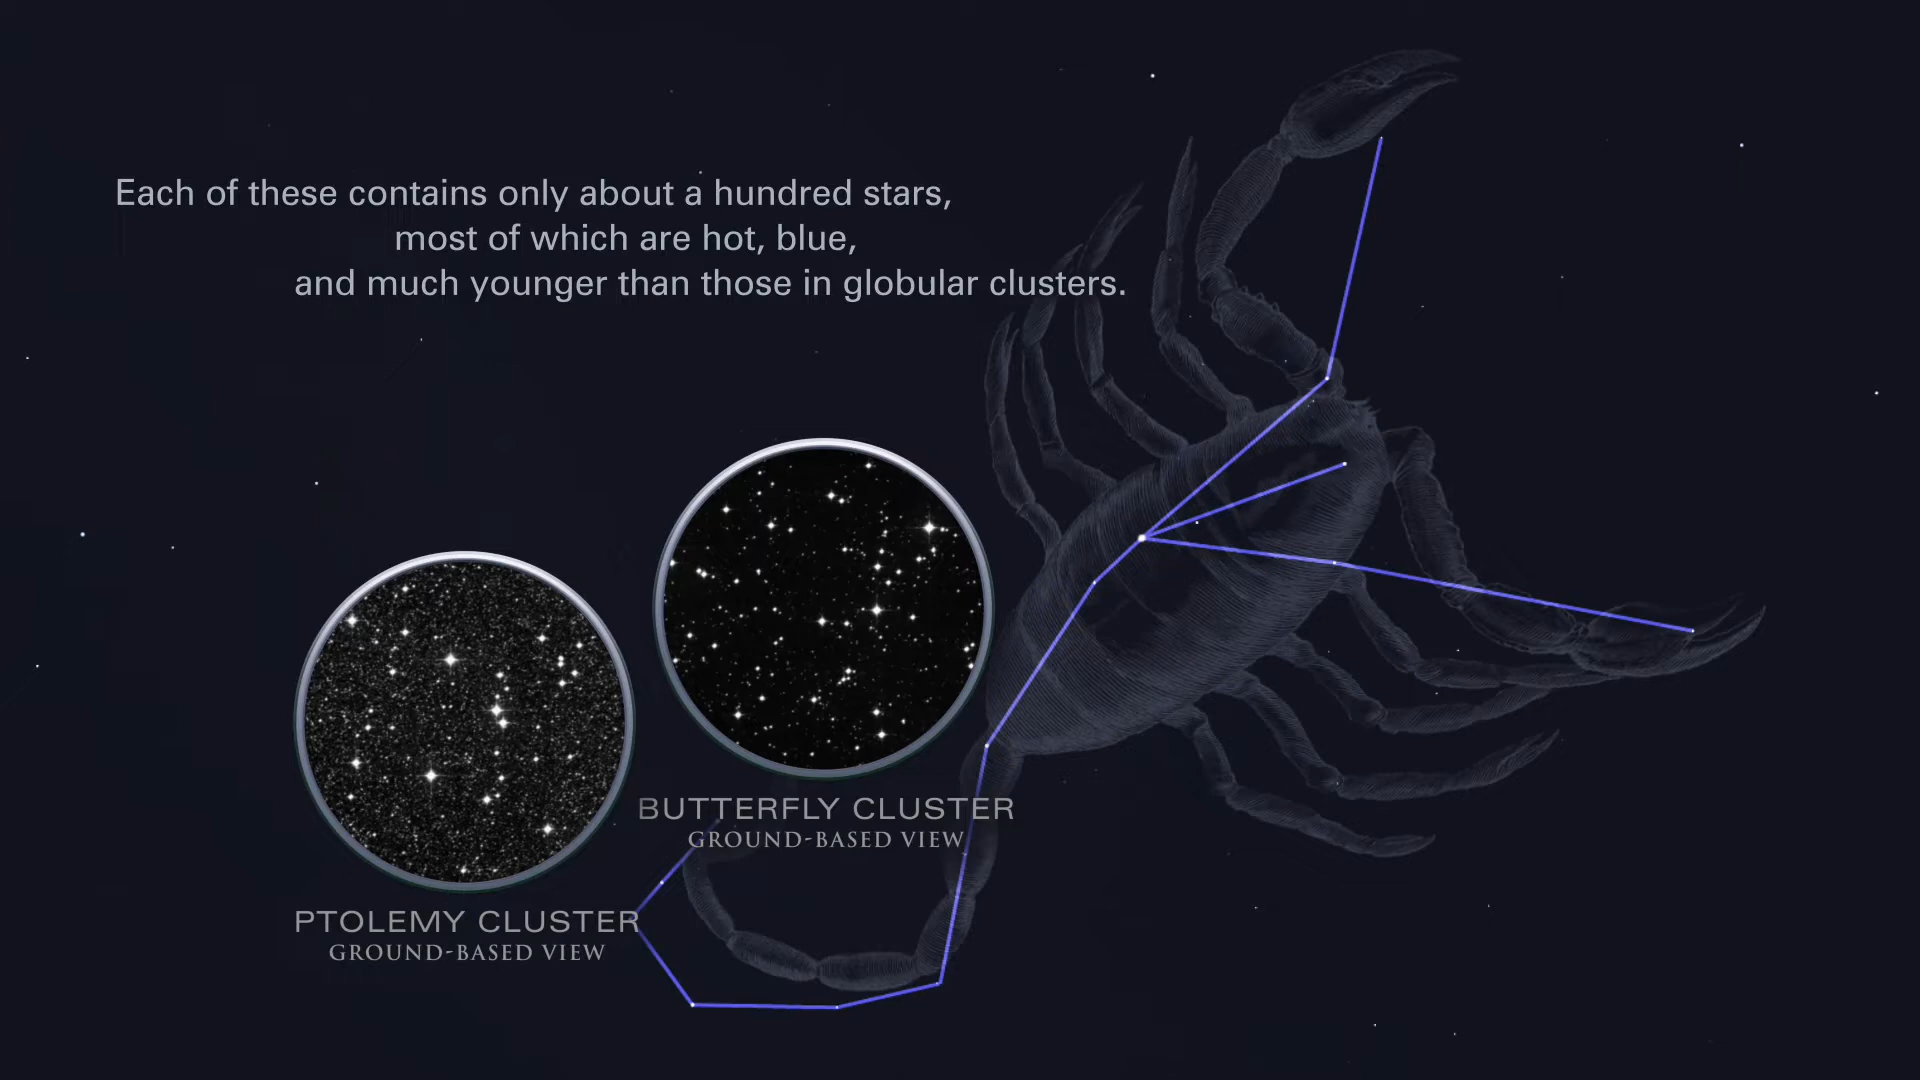 Each of these contains only about a hundred stars,
most of which are hot, blue,
and much younger than those in globular clusters.
BUTTERFLY CLUSTER
GROUND-BASED VIEW
PTOLEMY CLUSTER
GROUND-BASED VIEW